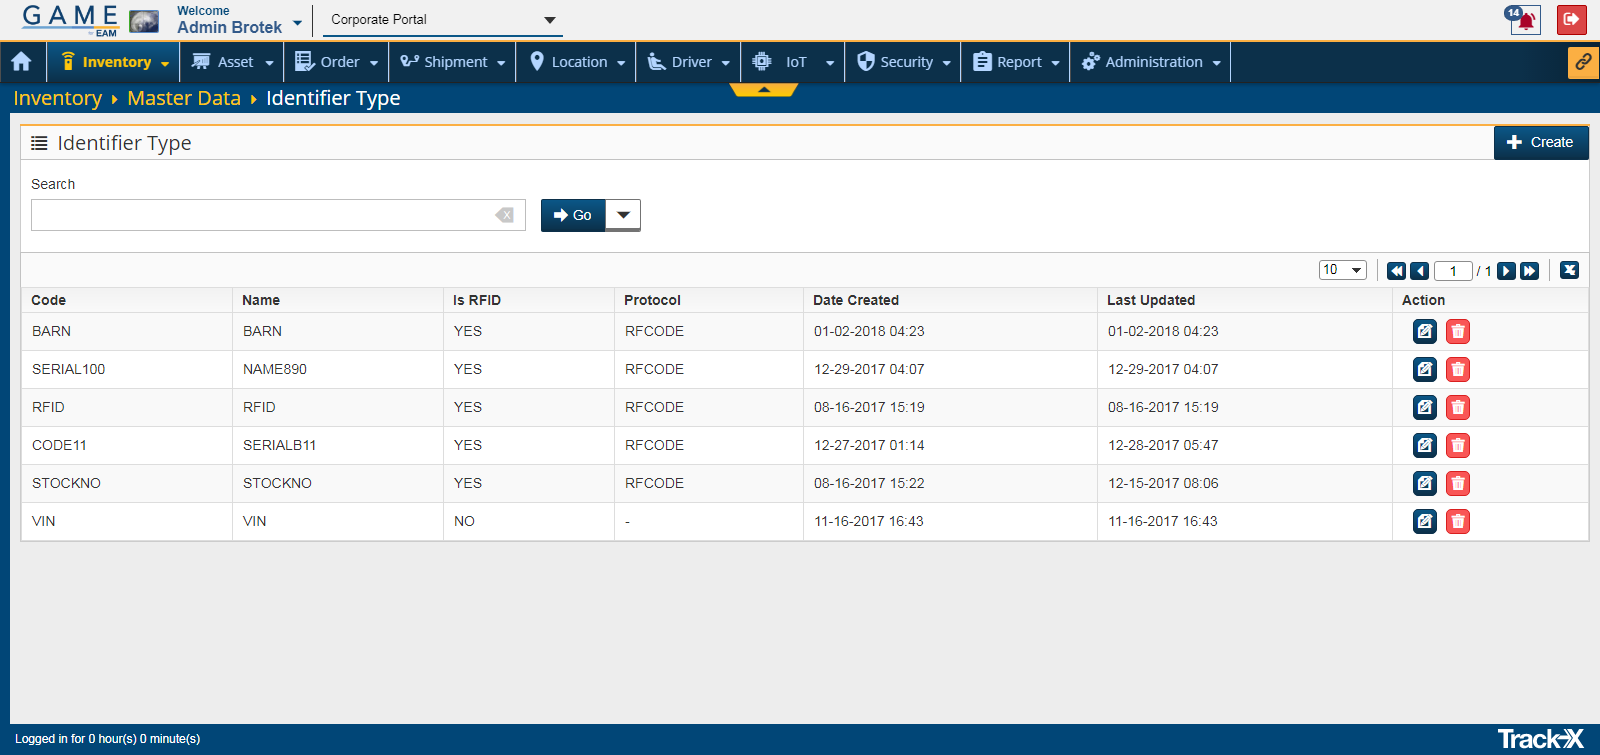 GAME
by EAM
Welcome
Admin Brotek
Corporate Portal
14
Inventory
Asset
Order
Shipment
Location
Driver
IoT
Security
Report
Administration
Inventory Master Data Identifier Type
Identifier Type
Create
Search
X
Go
10
1 / 1
Code Name Is RFID Protocol Date Created Last Updated Action
BARN BARN YES RFCODE 01-02-2018 04:23 01-02-2018 04:23
SERIAL100 NAME890 YES RFCODE 12-29-2017 04:07 12-29-2017 04:07
RFID RFID YES RFCODE 08-16-2017 15:19 08-16-2017 15:19
CODE11 SERIALB11 YES RFCODE 12-27-2017 01:14 12-28-2017 05:47
STOCKNO STOCKNO YES RFCODE 08-16-2017 15:22 12-15-2017 08:06
VIN VIN NO - 11-16-2017 16:43 11-16-2017 16:43
Logged in for 0 hour(s) 0 minute(s)
Track-X